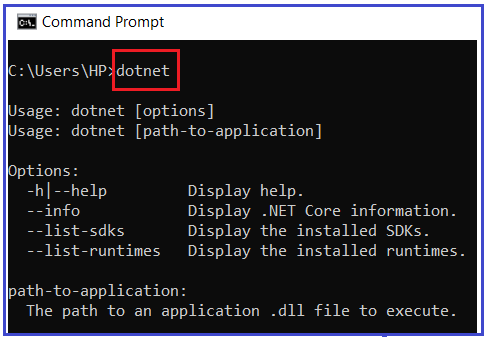 Command Prompt
C:\Users\HP>dotnet
Usage: dotnet [options]
Usage: dotnet [path-to-application]
Options:
-h|--help Display help.
--info Display .NET Core information.
--list-sdks Display the installed SDKs.
--list-runtimes Display the installed runtimes.
path-to-application:
The path to an application .dll file to execute.